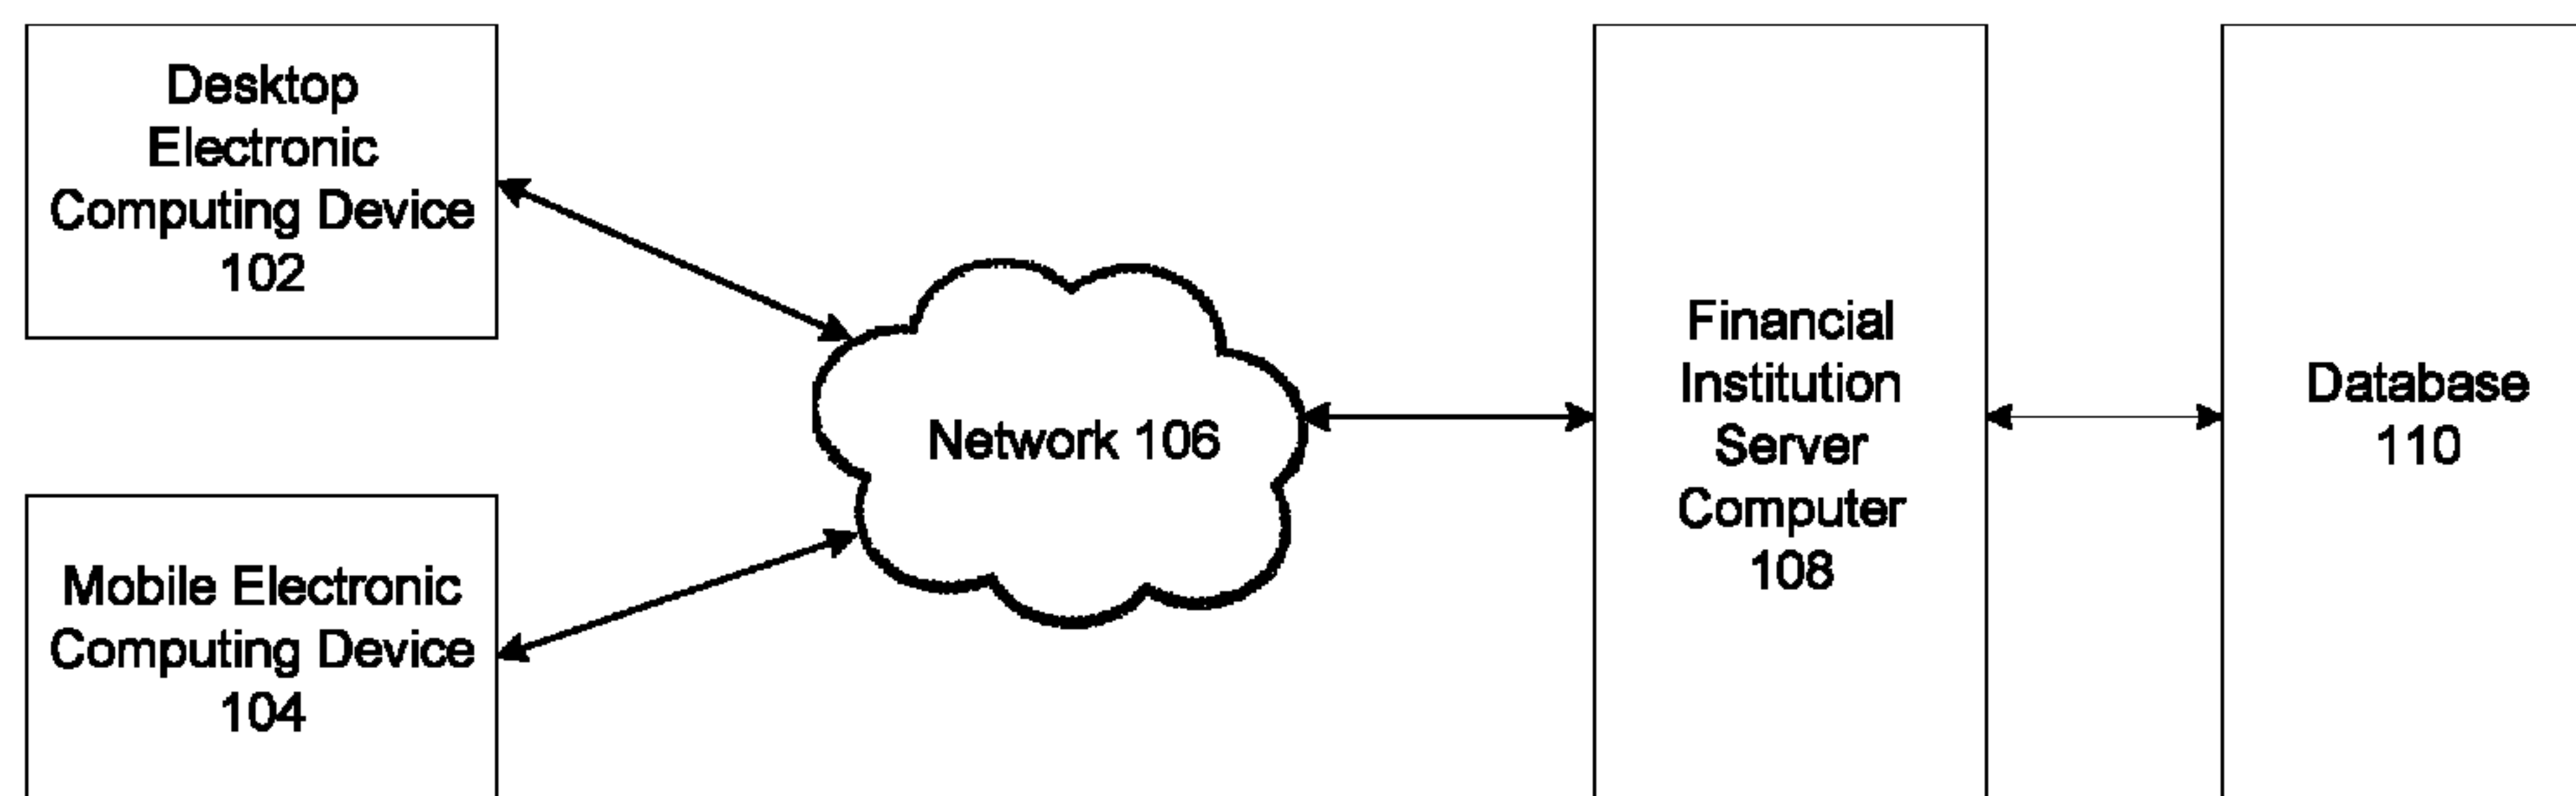 Desktop
Electronic
Computing Device
102
Mobile Electronic
Computing Device
104
Network 106
Financial
Institution
Server
Computer
108
Database
110